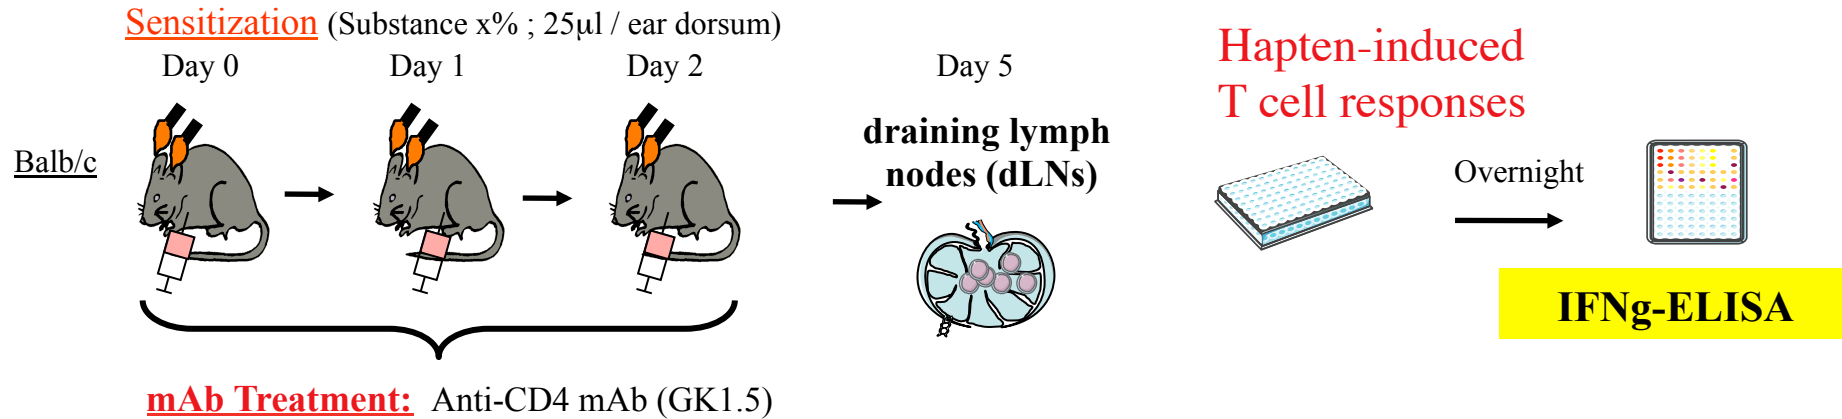 Sensitization (Substance x% ; 25µl / ear dorsum)
Day 0
Day 1
Day 2
Day 5
Balb/c
draining lymph
nodes (dLNs)
Hapten-induced
T cell responses
Overnight
IFNg-ELISA
mAb Treatment: Anti-CD4 mAb (GK1.5)